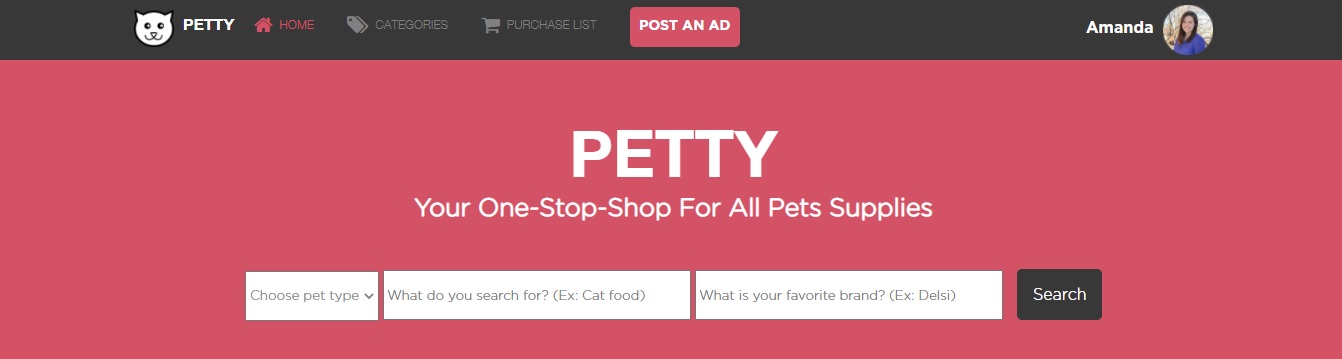 PETTY HOME CATEGORIES PURCHASE LIST POST AN AD Amanda
PETTY
Your One-Stop-Shop For All Pets Supplies
Choose pet type What do you search for? (Ex: Cat food) What is your favorite brand? (Ex: Delsi) Search